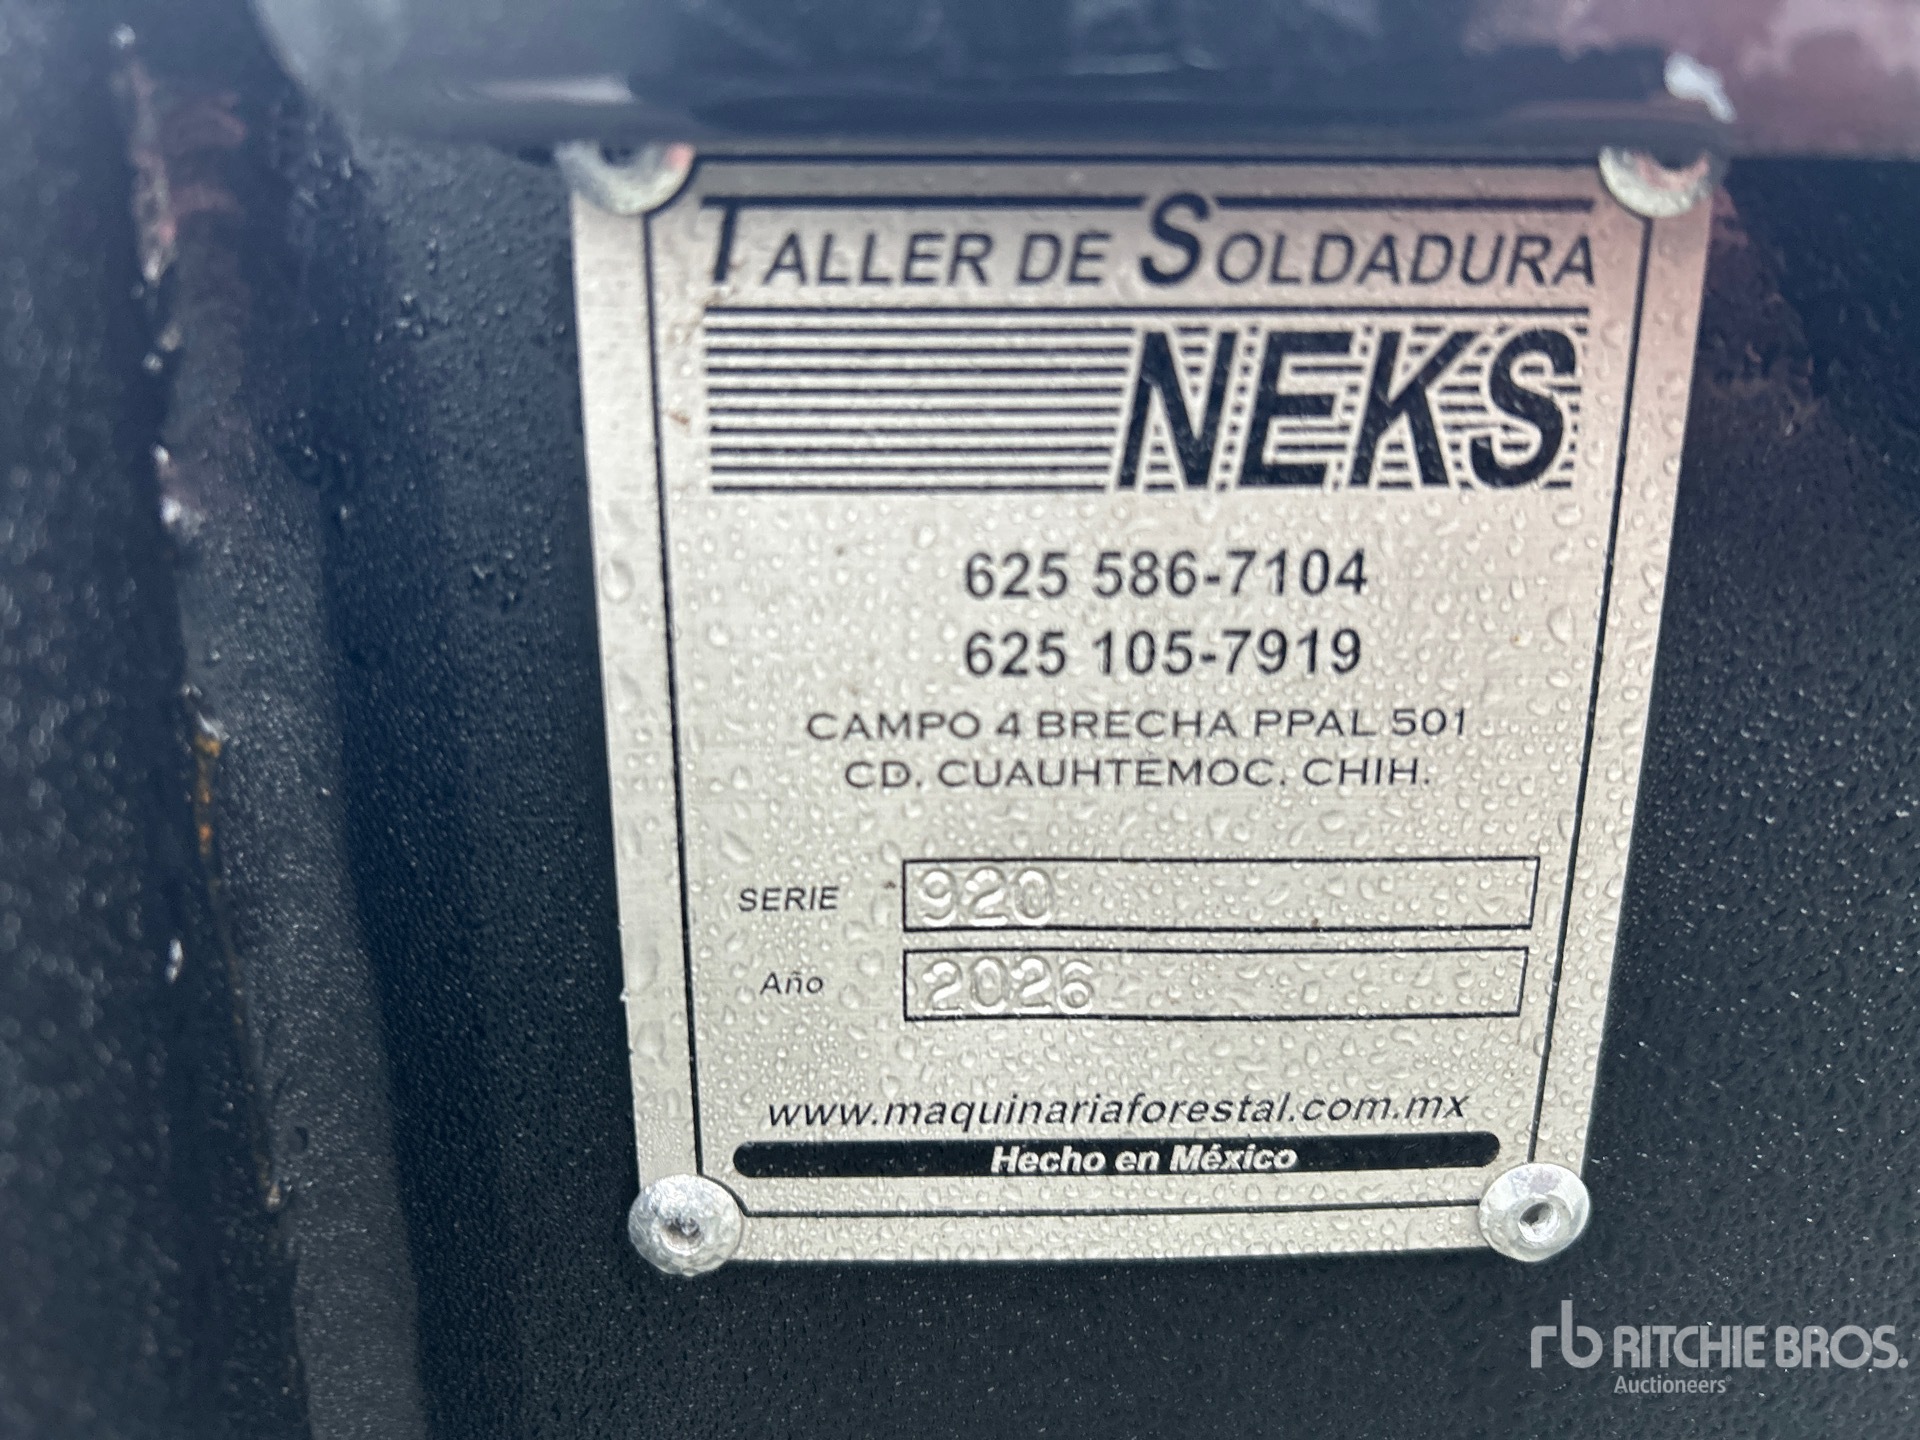 TALLER DE SOLDADURA
NEKS
625 586-7104
625 105-7919
CAMPO 4 BRECHA PPAL 501
CD. CUAUHTEMOC, CHIH.
SERIE 920
Año 2026
www.maquinariaforestal.com.mx
Hecho en México
rb RITCHIE BROS.
Auctioneers